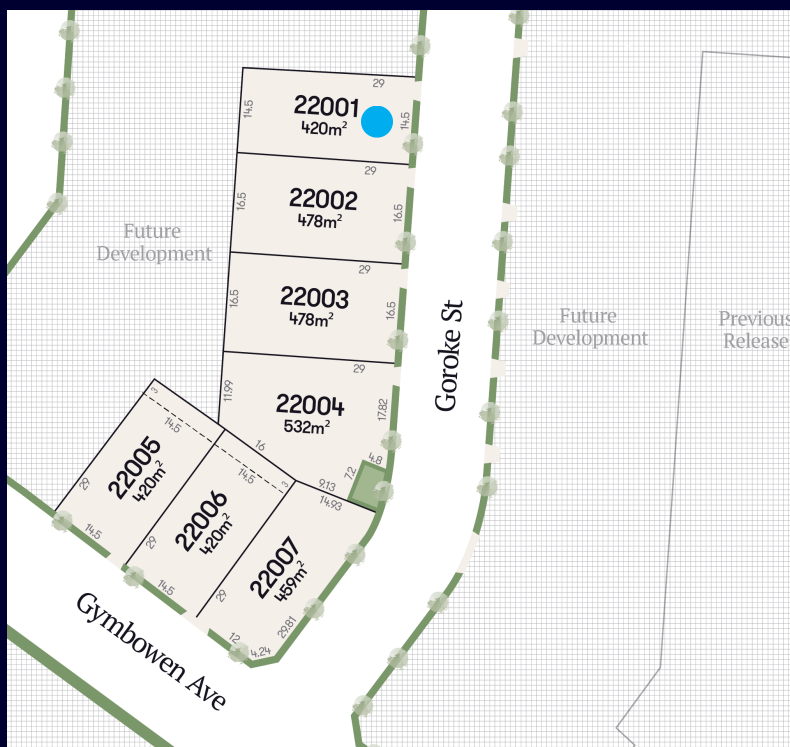 29
22001
420m²
14.5
14.5
29
22002
478m²
16.5
16.5
Future
Development
29
22003
478m²
16.5
16.5
Goroke St
Future
Development
Previous
Release
29
22004
532m²
11.99
17.82
4.8
7.2
9.13
14.93
16
3
14.5
22005
420m²
29
14.5
14.5
3
22006
420m²
29
14.5
22007
459m²
29
29.81
12
4.24
Gymbowen Ave